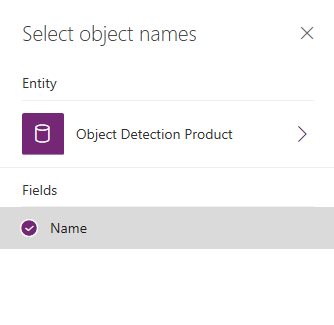 Select object names
Entity
Object Detection Product
Fields
Name